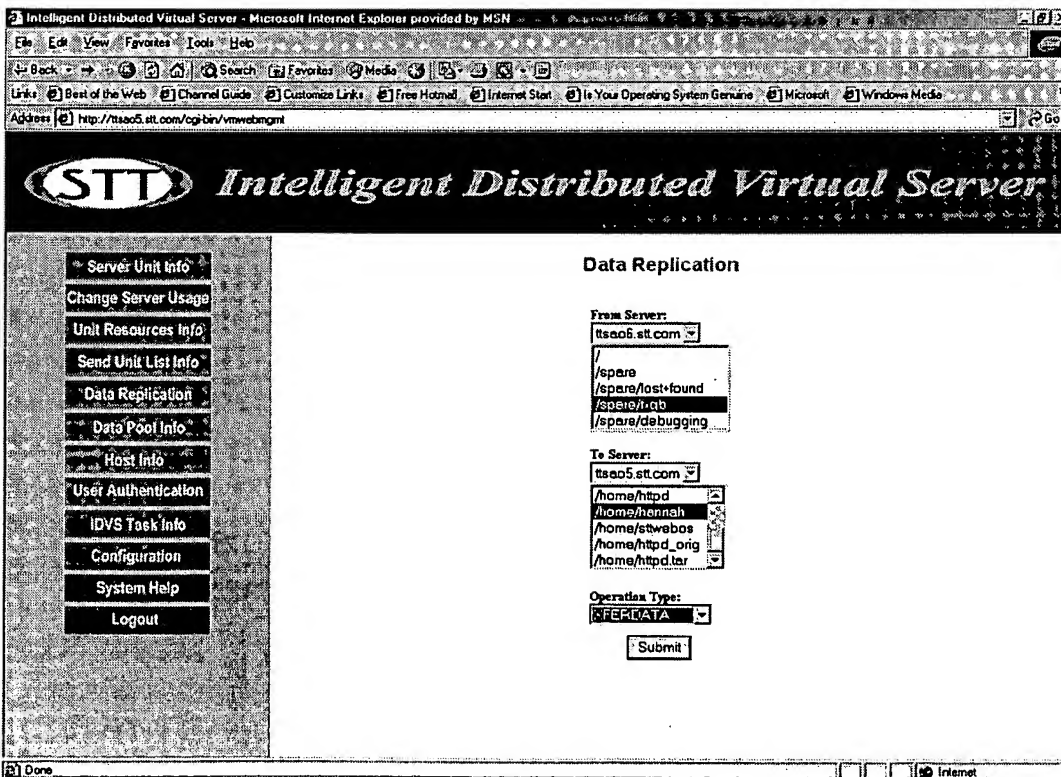 Intelligent Distributed Virtual Server - Microsoft Internet Explorer provided by MSN
File Edit View Favorites Tools Help
Back Search Favorites Media
Links Best of the Web Channel Guide Customize Links Free Hotmail Internet Start Is Your Operating System Genuine Microsoft Windows Media
Address http://ttsao5.stt.com/cgi-bin/vmwebmgmt Go
STT Intelligent Distributed Virtual Server
Server Unit Info
Change Server Usage
Unit Resources Info
Send Unit List Info
Data Replication
Data Pool Info
Host Info
User Authentication
IDVS Task Info
Configuration
System Help
Logout
Data Replication
From Server:
ttsao6.stt.com
/
/spare
/spare/lost+found
/spare/debugging
To Server:
ttsao5.stt.com
/home/httpd
/home/hannah
/home/sttwebos
/home/httpd_orig
/home/httpd.tar
Operation Type:
XFERDATA
Submit
Done Internet